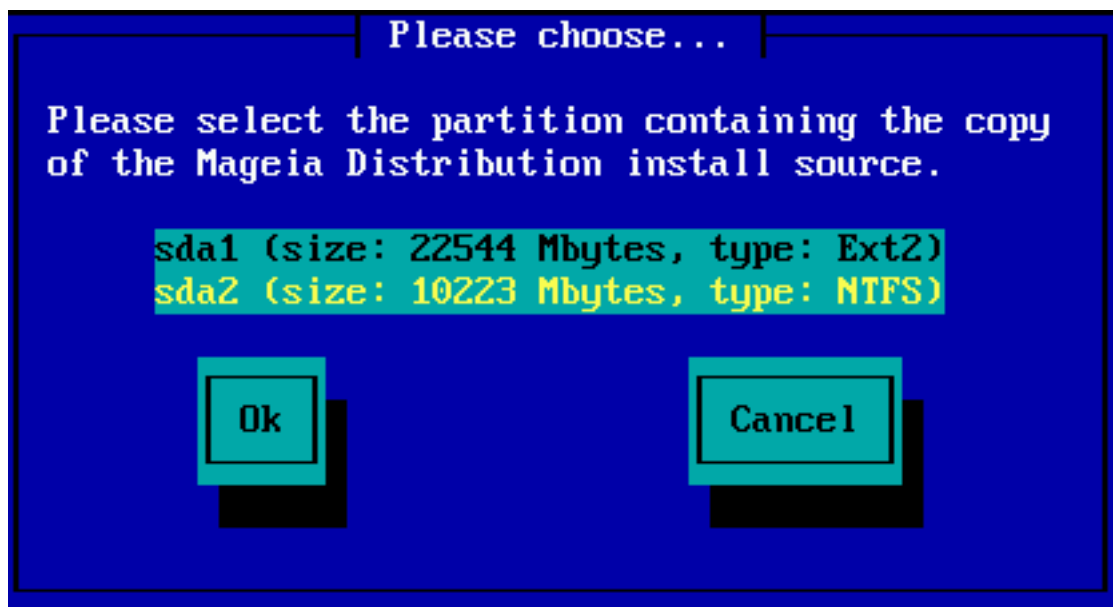 Please choose...
Please select the partition containing the copy
of the Mageia Distribution install source.
sda1 (size: 22544 Mbytes, type: Ext2)
sda2 (size: 10223 Mbytes, type: NTFS)
Ok
Cancel